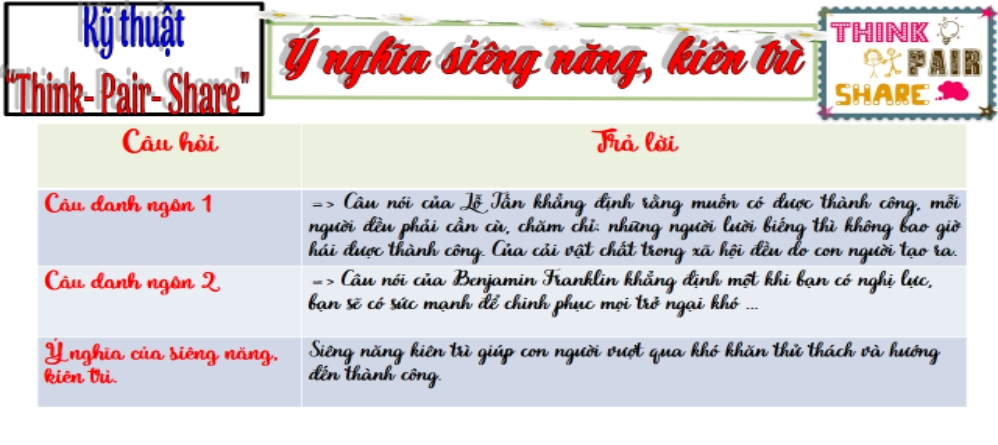 Kỹ thuật
“Think- Pair- Share"
Ý nghĩa siêng năng, kiên trì
THINK
PAIR
SHARE
Câu hỏi
Trả lời
Câu danh ngôn 1
=> Câu nói của Lỗ Tấn khẳng định rằng muốn có được thành công, mỗi
người đều phải cần cù, chăm chỉ; những người lười biếng thì không bao giờ
hái được thành công. Của cải vật chất trong xã hội đều do con người tạo ra.
Câu danh ngôn 2
=> Câu nói của Benjamin Franklin khẳng định một khi bạn có nghị lực,
bạn sẽ có sức mạnh để chinh phục mọi trở ngại khó ...
Ý nghĩa của siêng năng,
kiên trì.
Siêng năng kiên trì giúp con người vượt qua khó khăn thử thách và hướng
đến thành công.